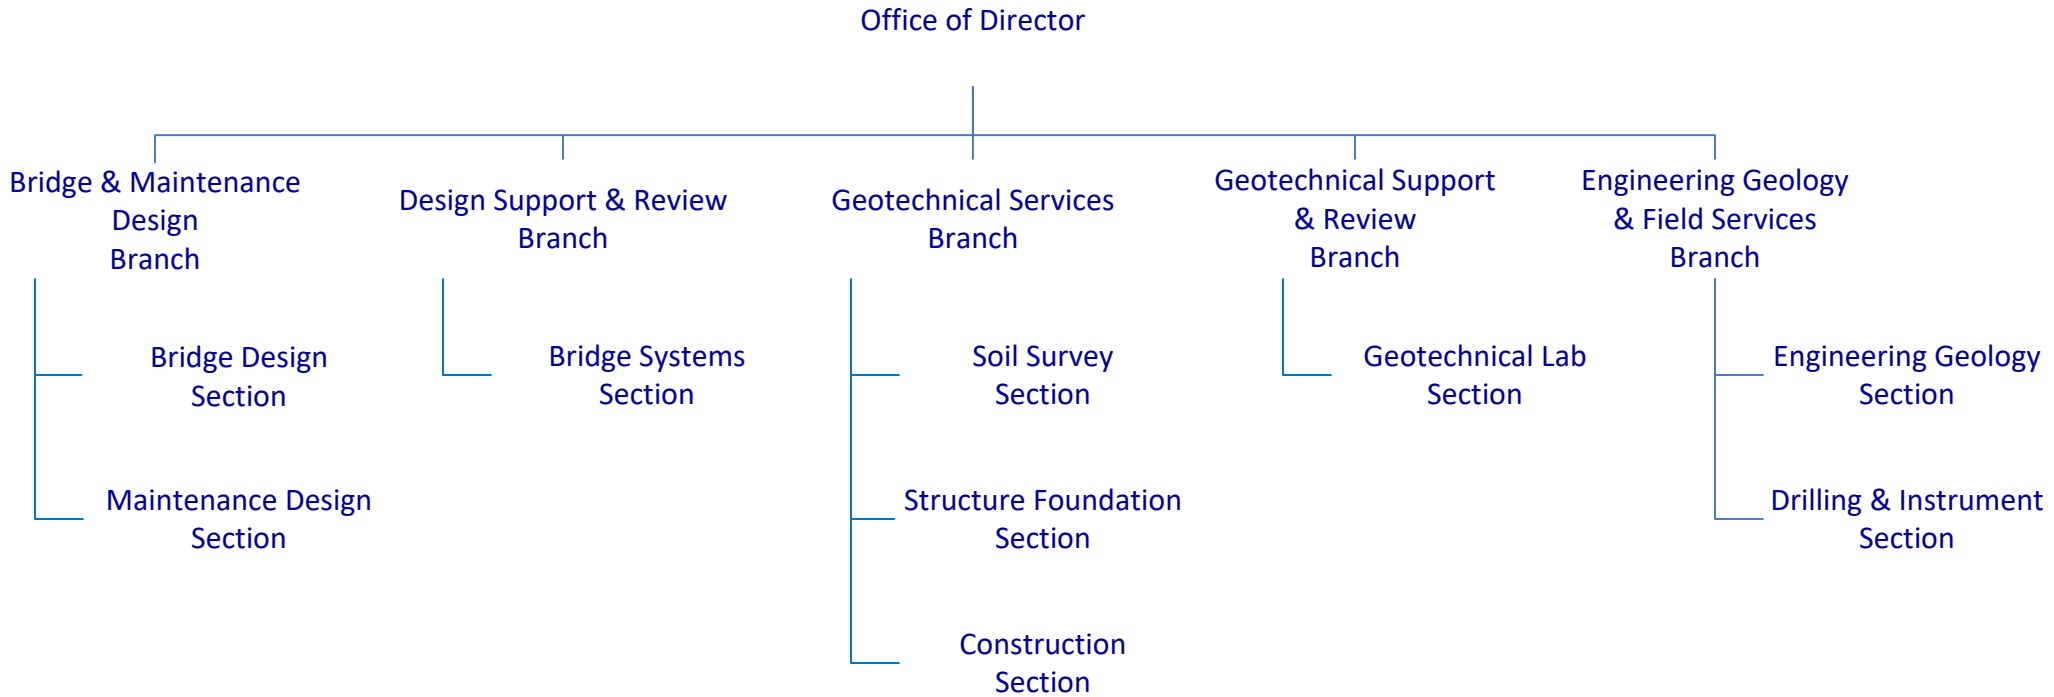 Office of Director
Bridge & Maintenance
Design
Branch
Design Support & Review
Branch
Geotechnical Services
Branch
Geotechnical Support
& Review
Branch
Engineering Geology
& Field Services
Branch
Bridge Design
Section
Maintenance Design
Section
Bridge Systems
Section
Soil Survey
Section
Structure Foundation
Section
Construction
Section
Geotechnical Lab
Section
Engineering Geology
Section
Drilling & Instrument
Section